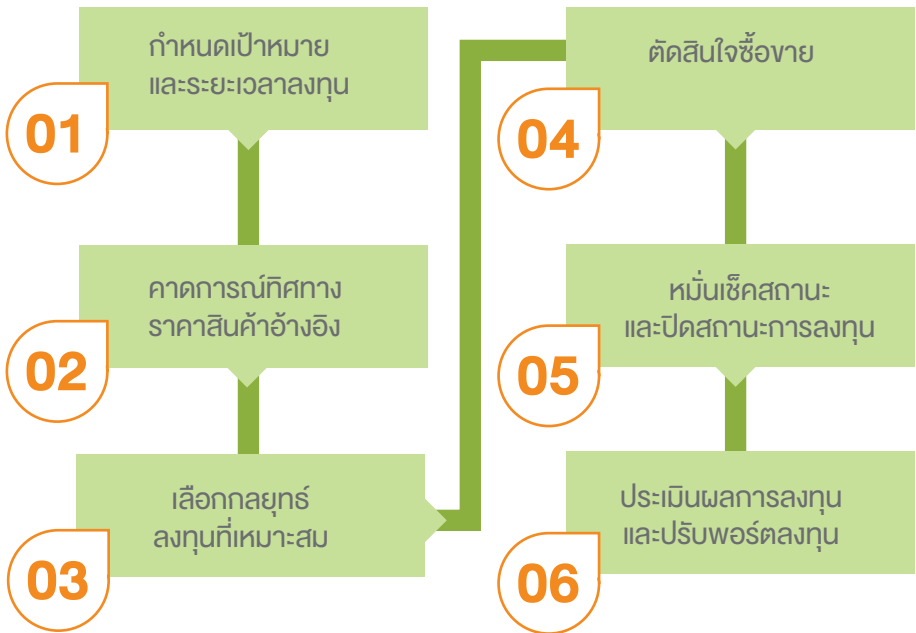 01
กำหนดเป้าหมาย
และระยะเวลาลงทุน
02
คาดการณ์ทิศทาง
ราคาสินค้าอ้างอิง
03
เลือกกลยุทธ์
ลงทุนที่เหมาะสม
04
ตัดสินใจซื้อขาย
05
หมั่นเช็คสถานะ
และปิดสถานะการลงทุน
06
ประเมินผลการลงทุน
และปรับพอร์ตลงทุน